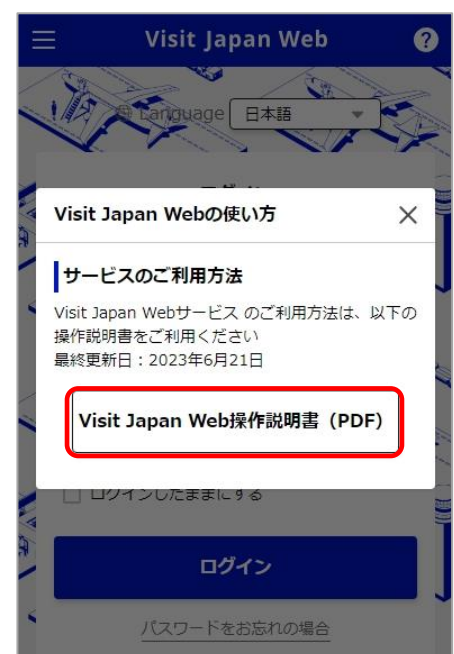 Visit Japan Web
?
Language 日本語
Visit Japan Webの使い方
サービスのご利用方法
Visit Japan Webサービス のご利用方法は、以下の
操作説明書をご利用ください
最終更新日：2023年6月21日
Visit Japan Web操作説明書（PDF）
ログインしたままにする
ログイン
パスワードをお忘れの場合